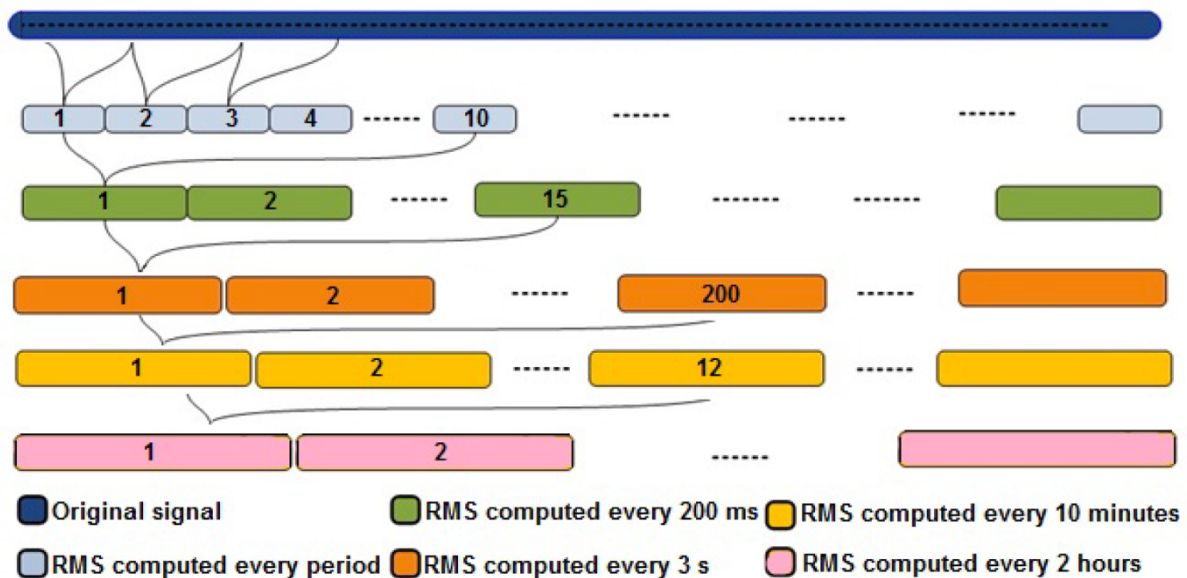 1 2 3 4 ------ 10 ------ ------ ------
1 2 ------ 15 ------- -------
1 2 ------ 200 ------
1 2 ------ 12 ------
1 2 ------
Original signal RMS computed every 200 ms RMS computed every 10 minutes
RMS computed every period RMS computed every 3 s RMS computed every 2 hours